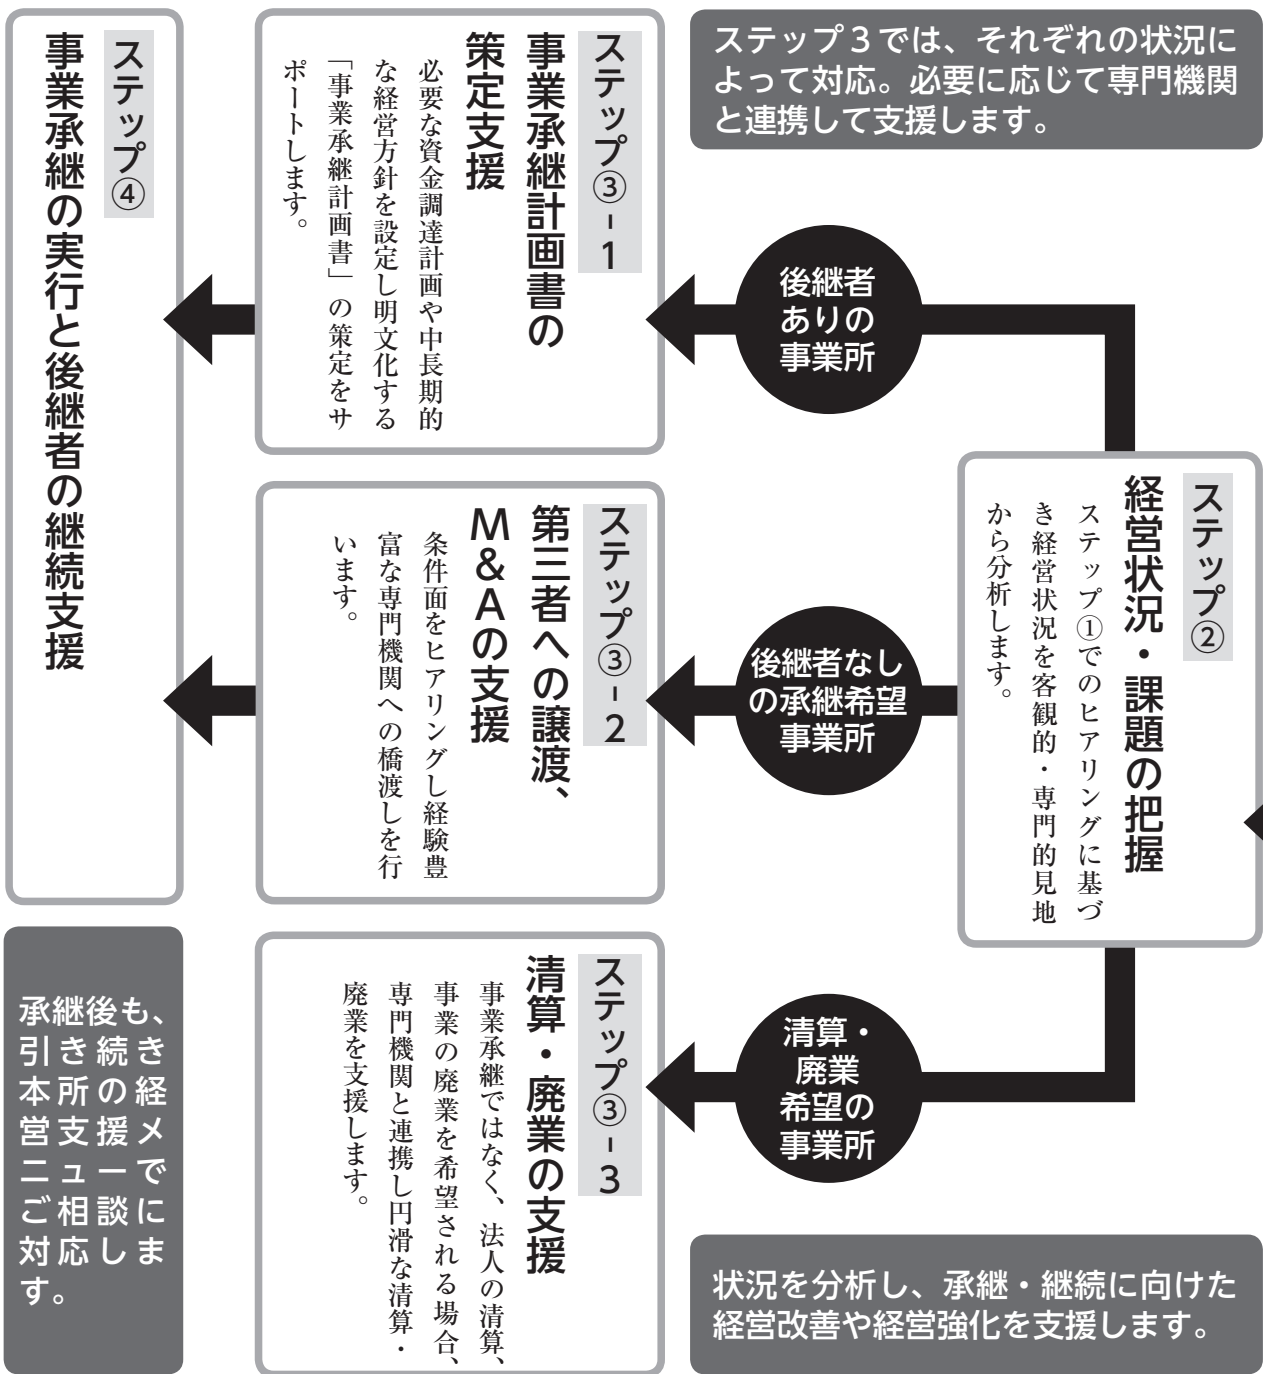 ステップ3では、それぞれの状況に
よって対応。必要に応じて専門機関
と連携して支援します。
ステップ②
経営状況・課題の把握
ステップ①でのヒアリングに基づ
き経営状況を客観的・専門的見地
から分析します。
状況を分析し、承継・継続に向けた
経営改善や経営強化を支援します。
後継者
ありの
事業所
後継者なし
の承継希望
事業所
清算・
廃業
希望の
事業所
ステップ③-1
事業承継計画書の
策定支援
必要な資金調達計画や中長期的
な経営方針を設定し明文化する
「事業承継計画書」の策定をサ
ポートします。
ステップ③-2
第三者への譲渡、
M&Aの支援
条件面をヒアリングし経験豊
富な専門機関への橋渡しを行
います。
ステップ③-3
清算・廃業の支援
事業承継ではなく、法人の清算、
事業の廃業を希望される場合、
専門機関と連携し円滑な清算・
廃業を支援します。
ステップ④
事業承継の実行と後継者の継続支援
承継後も、
引き続き
本所の経
営支援メ
ニューで
ご相談に
対応しま
す。